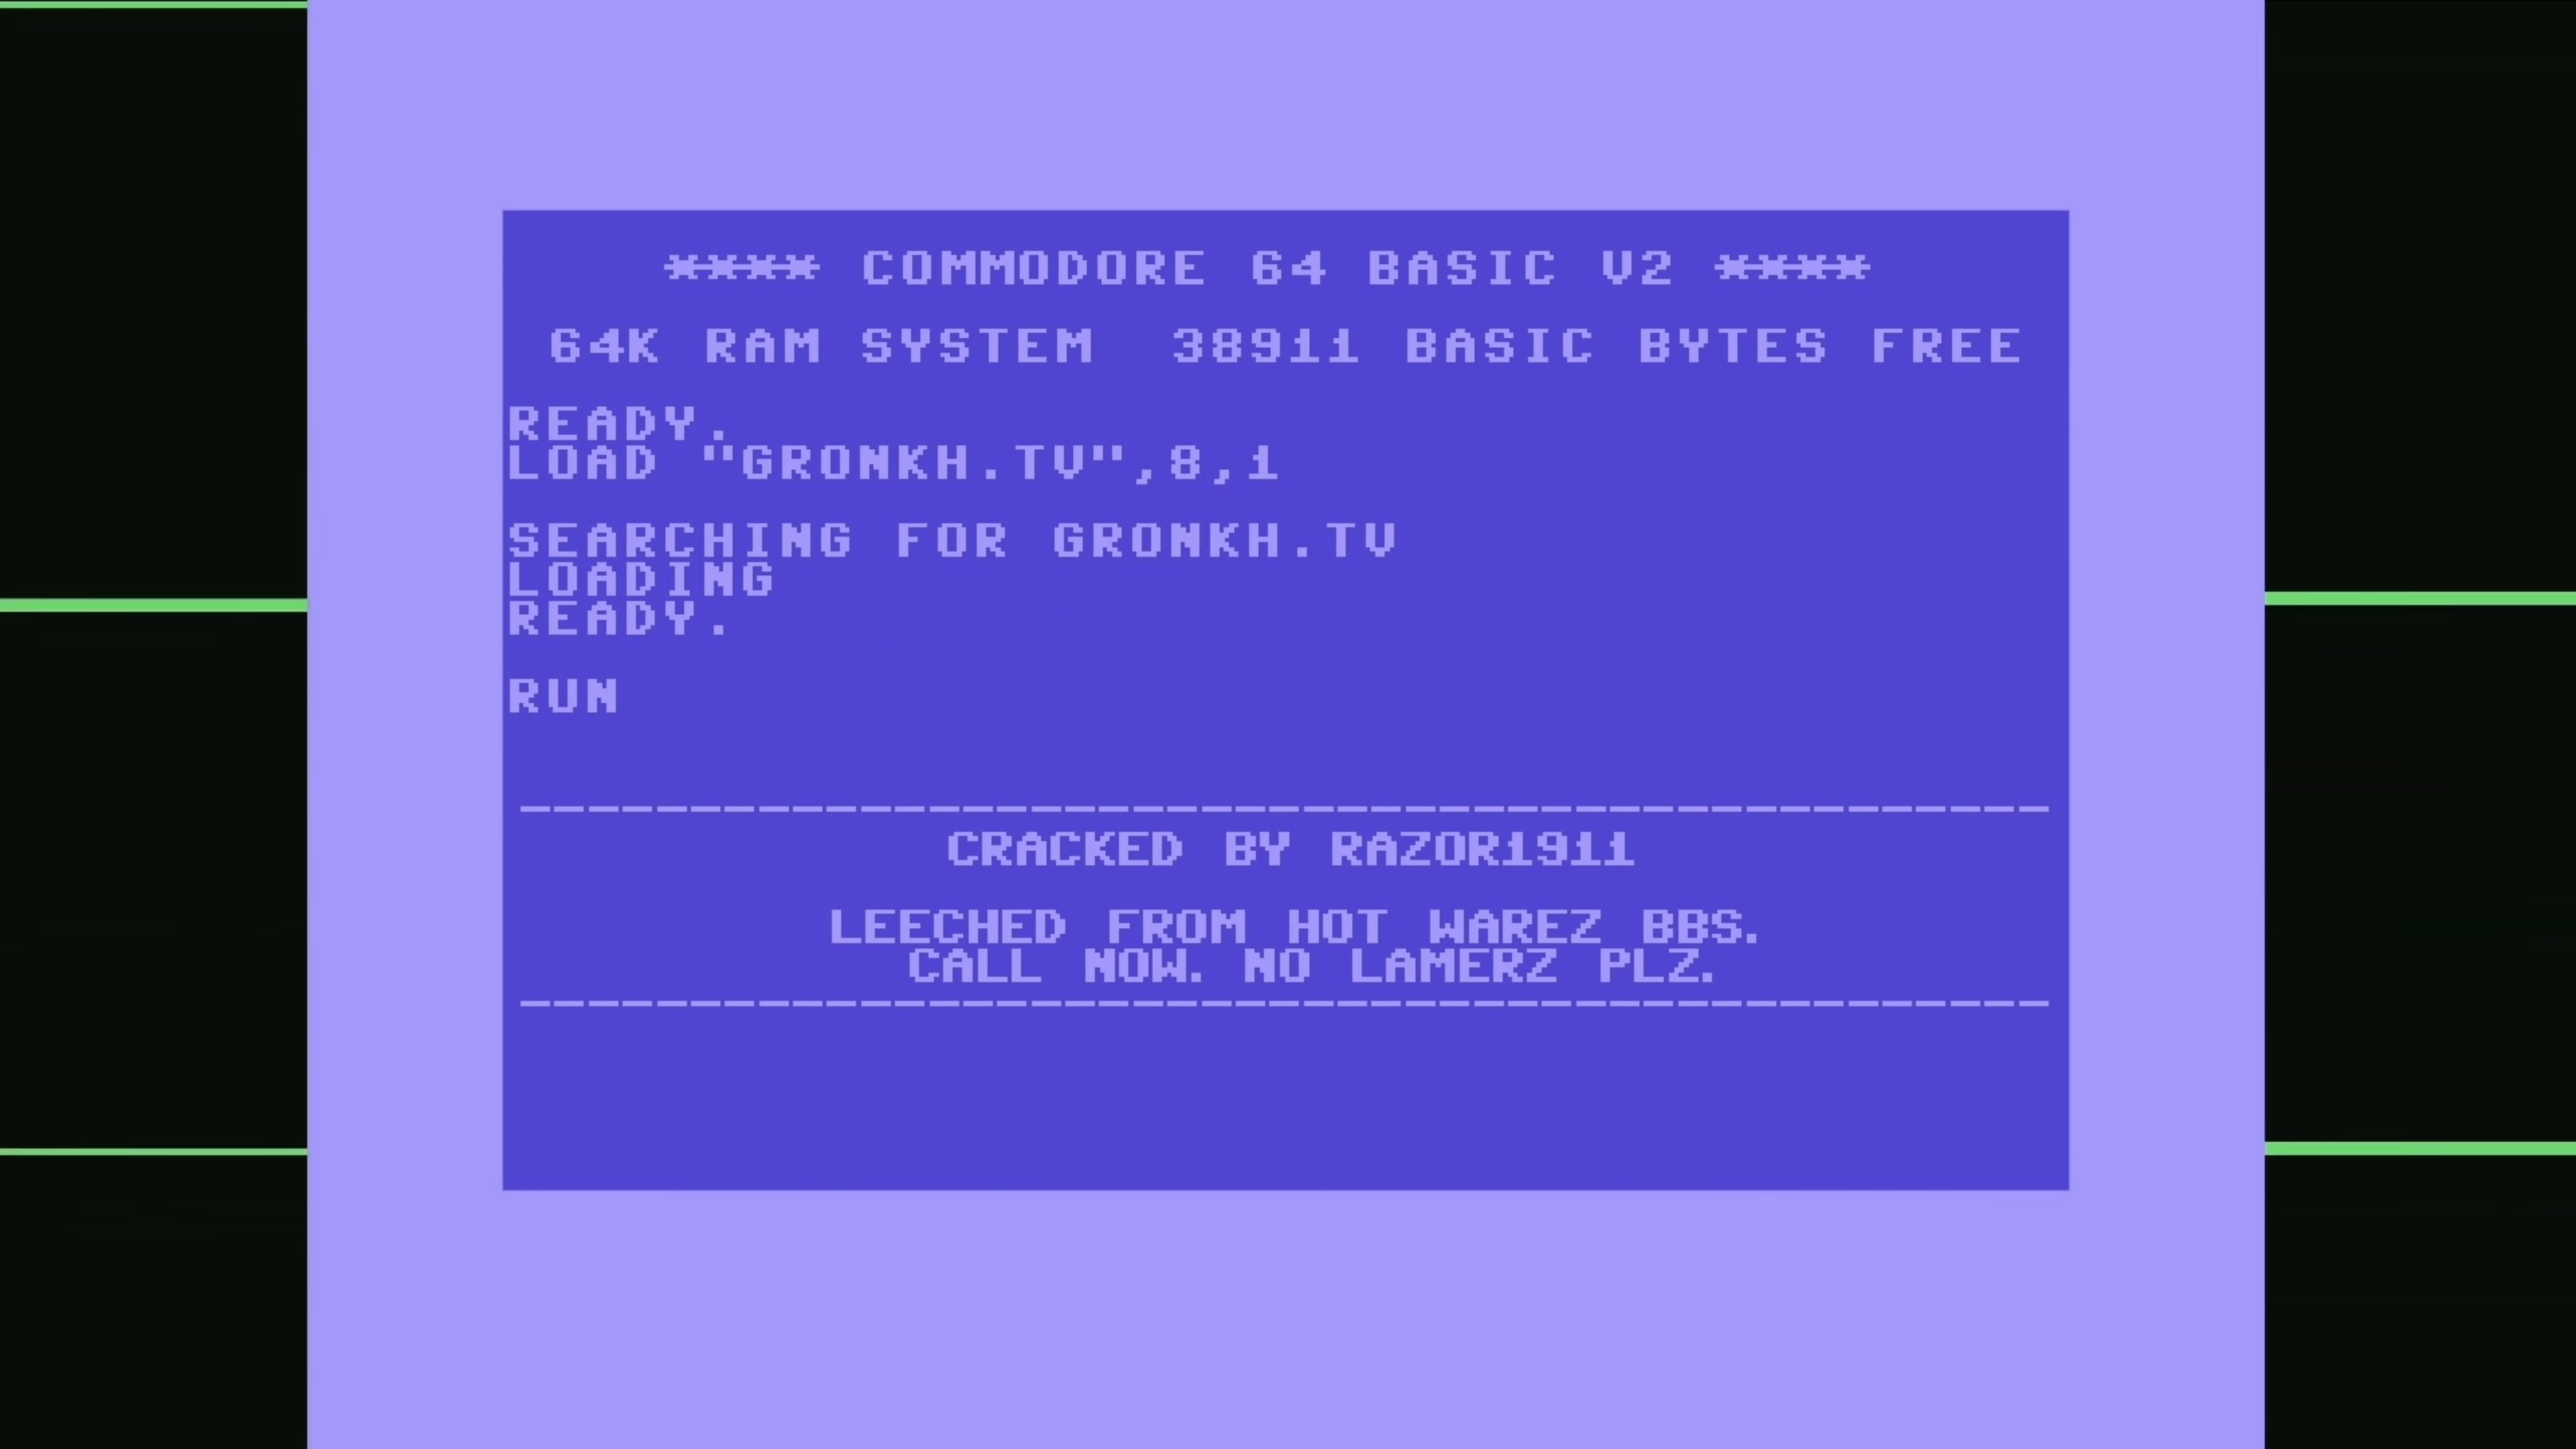 **** COMMODORE 64 BASIC V2 ****
64K RAM SYSTEM  38911 BASIC BYTES FREE
READY.
LOAD "GRONKH.TV",8,1
SEARCHING FOR GRONKH.TV
LOADING
READY.
RUN
---------------------------------------------
CRACKED BY RAZOR1911
LEECHED FROM HOT WAREZ BBS.
CALL NOW. NO LAMERZ PLZ.
---------------------------------------------